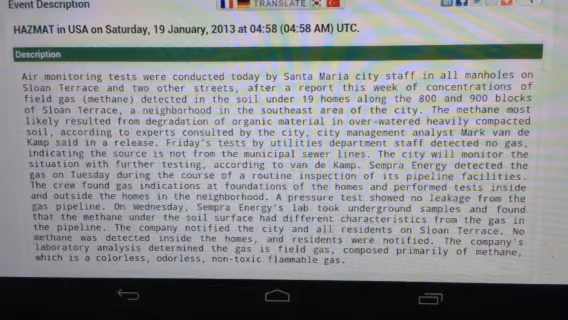 Event Description
TRANSLATE
HAZMAT in USA on Saturday, 19 January, 2013 at 04:58 (04:58 AM) UTC.
Description
Air monitoring tests were conducted today by Santa Maria city staff in all manholes on
Sloan Terrace and two other streets, after a report this week of concentrations of
field gas (methane) detected in the soil under 19 homes along the 800 and 900 blocks
of Sloan Terrace, a neighborhood in the southeast area of the city. The methane most
likely resulted from degradation of organic material in over-watered heavily compacted
soil, according to experts consulted by the city, city management analyst Mark van de
Kamp said in a release. Friday's tests by utilities department staff detected no gas,
indicating the source is not from the municipal sewer lines. The city will monitor the
situation with further testing, according to van de Kamp. Sempra Energy detected the
gas on Tuesday during the course of a routine inspection of its pipeline facilities.
The crew found gas indications at foundations of the homes and performed tests inside
and outside the homes in the neighborhood. A pressure test showed no leakage from the
gas pipeline. On Wednesday, Sempra Energy's lab took underground samples and found
that the methane under the soil surface had different characteristics from the gas in
the pipeline. The company notified the city and all residents on Sloan Terrace. No
methane was detected inside the homes, and residents were notified. The company's
laboratory analysis determined the gas is field gas, composed primarily of methane,
which is a colorless, odorless, non-toxic flammable gas.